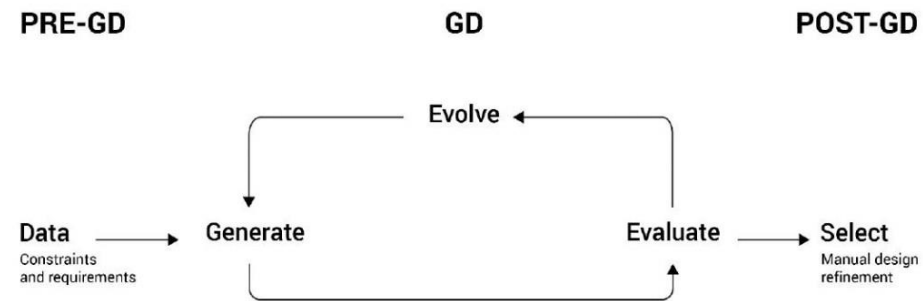 PRE-GD
GD
POST-GD
Evolve
Data
Constraints
and requirements
Generate
Evaluate
Select
Manual design
refinement